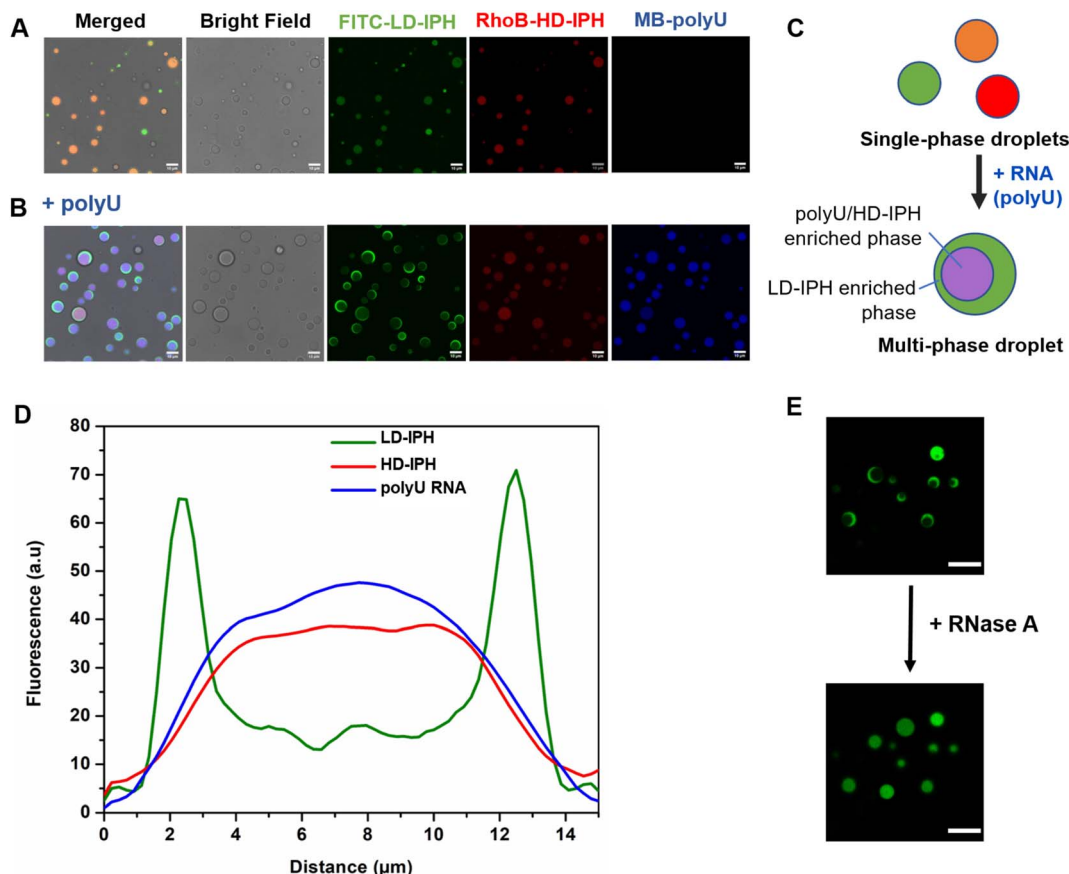 A
Merged
Bright Field
FITC-LD-IPH
RhoB-HD-IPH
MB-polyU
B
+ polyU
C
Single-phase droplets
+ RNA
(polyU)
polyU/HD-IPH
enriched phase
LD-IPH enriched
phase
Multi-phase droplet
D
80
70
60
50
40
30
20
10
0
Fluorescence (a.u)
LD-IPH
HD-IPH
polyU RNA
0 2 4 6 8 10 12 14
Distance (µm)
E
+ RNase A